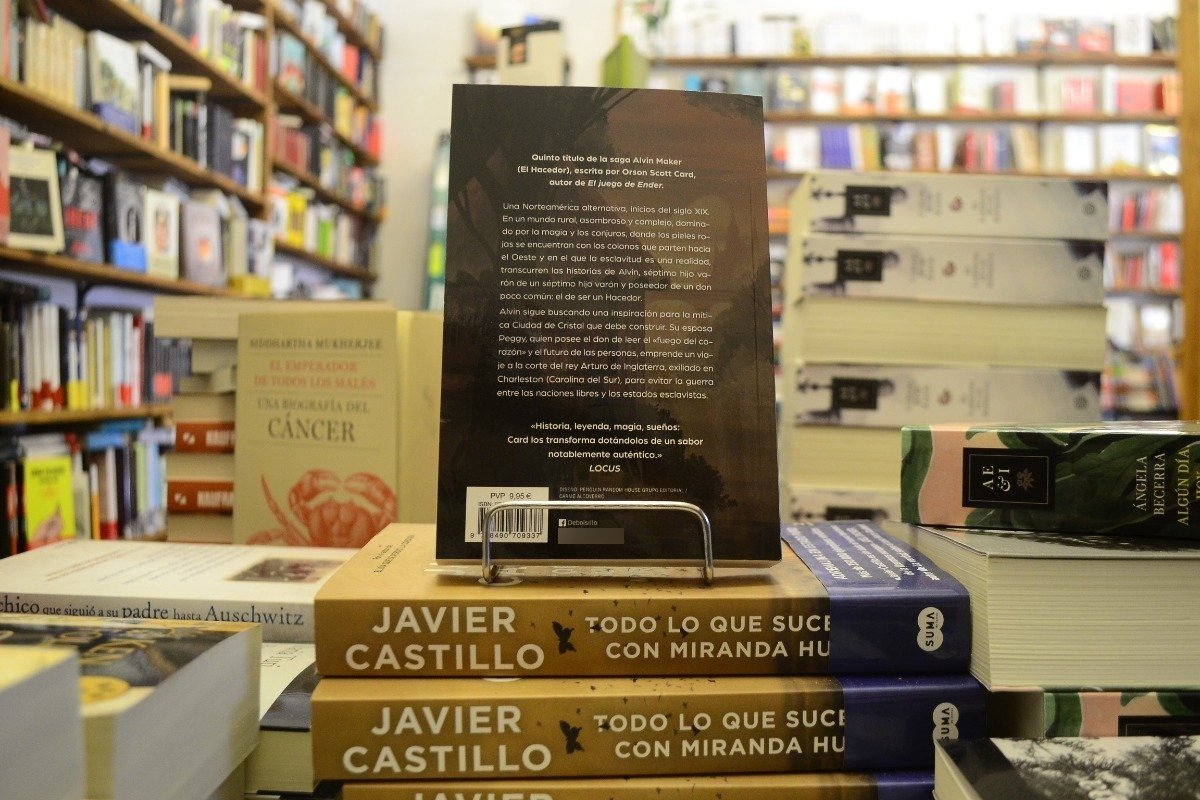 Quinto título de la saga Alvin Maker
(El Hacedor), escrita por Orson Scott Card,
autor de El juego de Ender.
Una Norteamérica alternativa, inicios del siglo XIX.
En un mundo rural, asombroso y complejo, domina-
do por la magia y los conjuros, donde los pieles ro-
jas se encuentran con los colonos que parten hacia
el Oeste y en el que la esclavitud es una realidad,
transcurren las historias de Alvin, séptimo hijo va-
rón de un séptimo hijo varón y poseedor de un don
poco común: el de ser un Hacedor.
Alvin sigue buscando una inspiración para la míti-
ca Ciudad de Cristal que debe construir. Su esposa
Peggy, quien posee el don de leer el «fuego del co-
razón» y el futuro de las personas, emprende un via-
je a la corte del rey Arturo de Inglaterra, exiliado en
Charleston (Carolina del Sur), para evitar la guerra
entre las naciones libres y los estados esclavistas.
«Historia, leyenda, magia, sueños:
Card los transforma dotándolos de un sabor
notablemente auténtico.»
LOCUS
DISEÑO: PENGUIN RANDOM HOUSE GRUPO EDITORIAL
PVP 9,95 €
Debolsillo
SIDDHARTHA MUKHERJEE
EL EMPERADOR
DE TODOS LOS MALES
UNA BIOGRAFÍA DEL
CÁNCER
chico que siguió a su padre hasta Auschwitz
JAVIER
CASTILLO
TODO LO QUE SUCE
CON MIRANDA HU
SUMA
JAVIER
CASTILLO
TODO LO QUE SUCE
CON MIRANDA HU
SUMA
JAVIER
AE
&I
ÁNGELA
BECERRA
ALGÚN DÍA